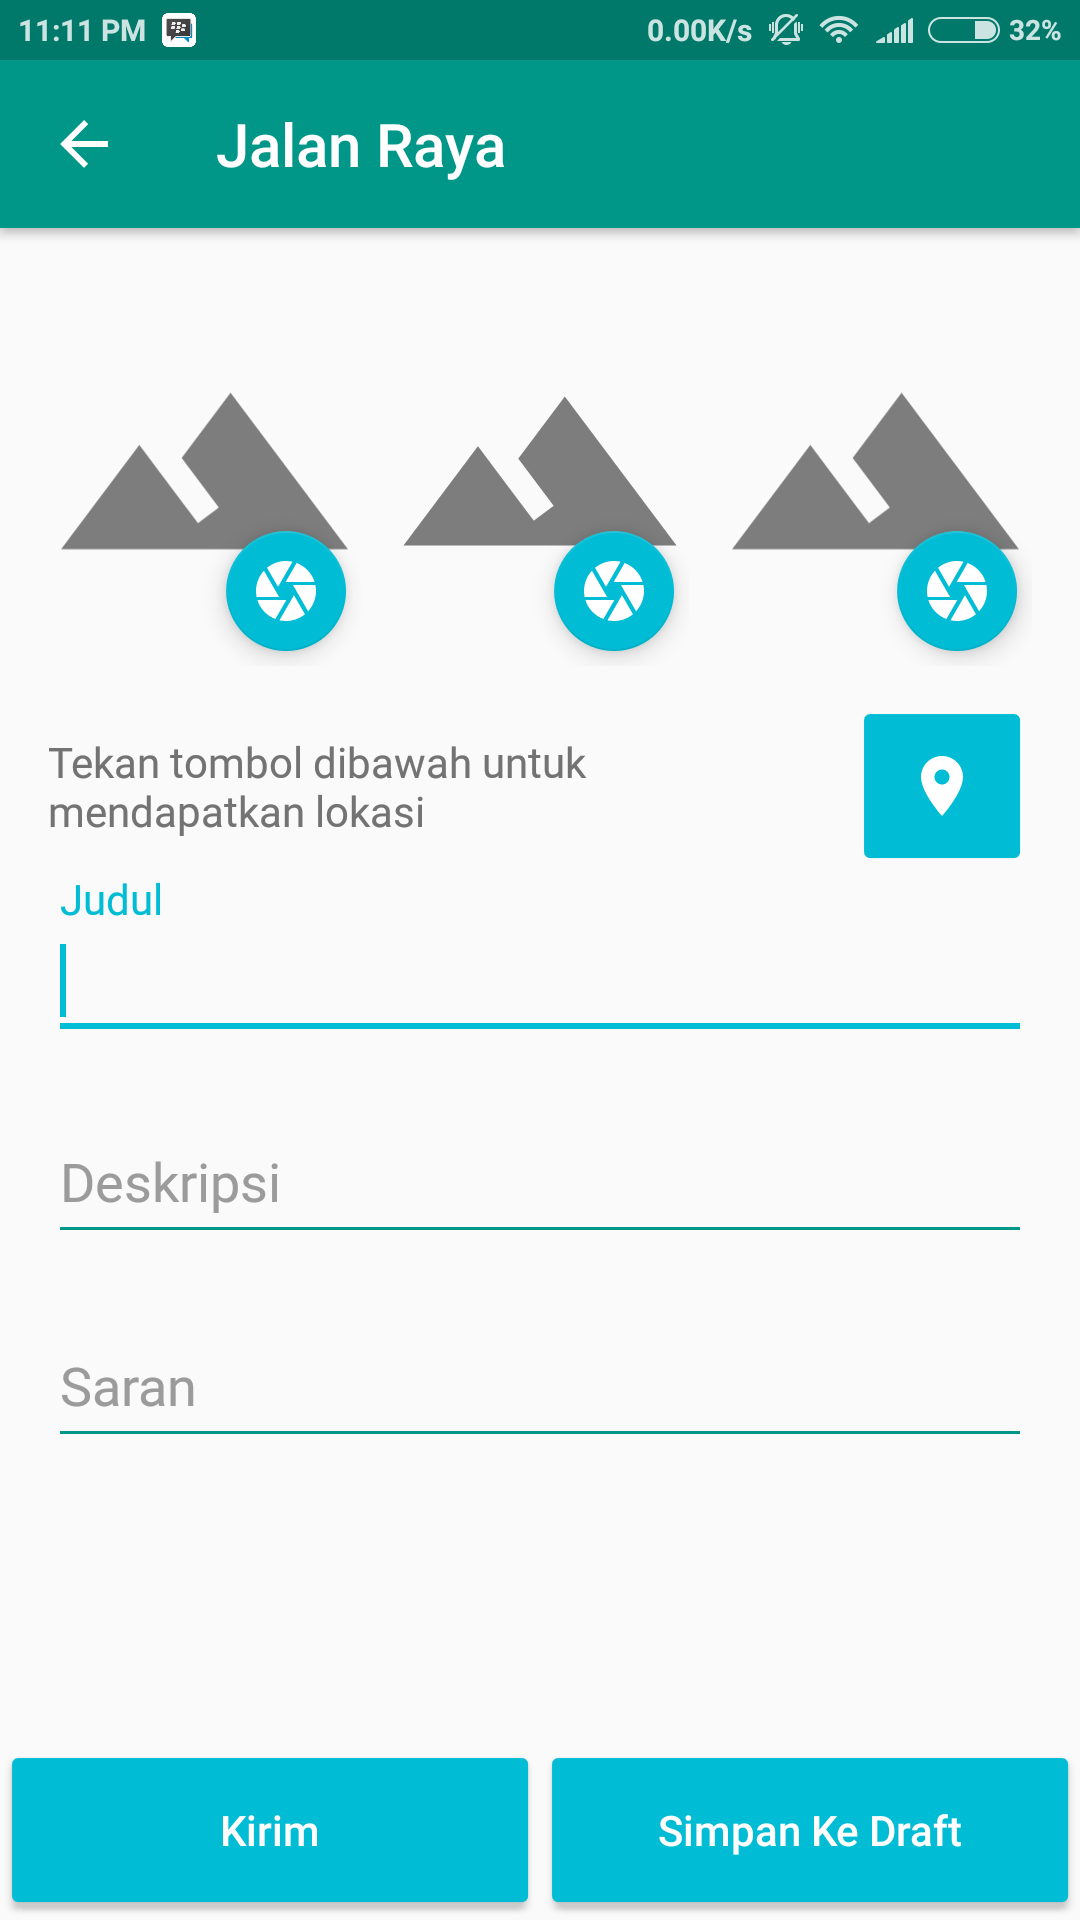 11:11 PM 0.00K/s 32%
Jalan Raya
Tekan tombol dibawah untuk
mendapatkan lokasi
Judul
Deskripsi
Saran
Kirim Simpan Ke Draft